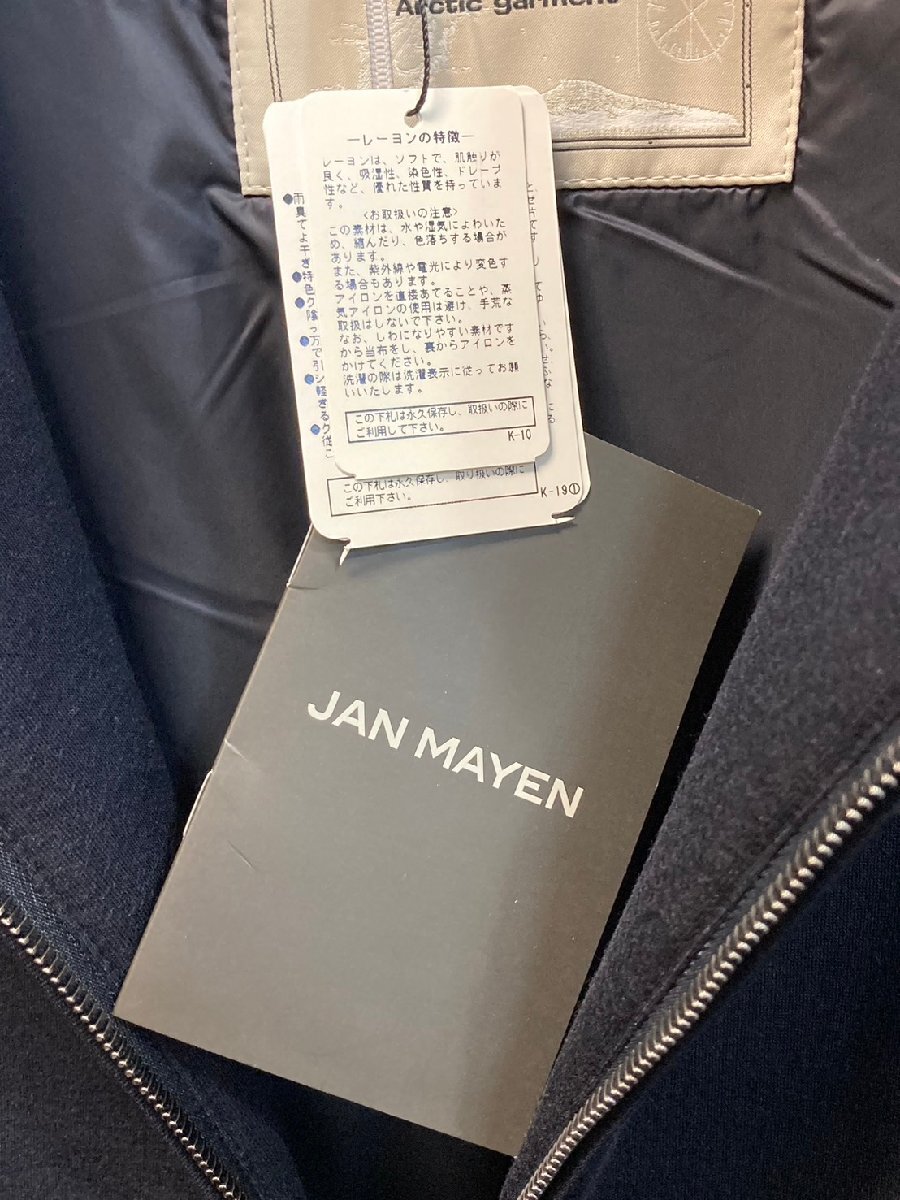 Arctic garment
―レーヨンの特徴―
レーヨンは、ソフトで、肌触りが
良く、吸湿性、染色性、ドレープ
性など、優れた性質を持っていま
す。
〈お取扱いの注意〉
この素材は、水や湿気によわいた
め、縮んだり、色落ちする場合が
あります。
また、紫外線や電光により変色す
る場合もあります。
アイロンを直接あてることや、蒸
気アイロンの使用は避け、手荒な
取扱はしないで下さい。
なお、しわになりやすい素材です
から当布をし、裏からアイロンを
かけてください。
洗濯の際は洗濯表示に従ってお願
いいたします。
この下札は永久保存し、取扱いの際に
ご利用して下さい。
K-10
この下札は永久保存し、取り扱いの際に
ご利用下さい。
K-19①
JAN MAYEN